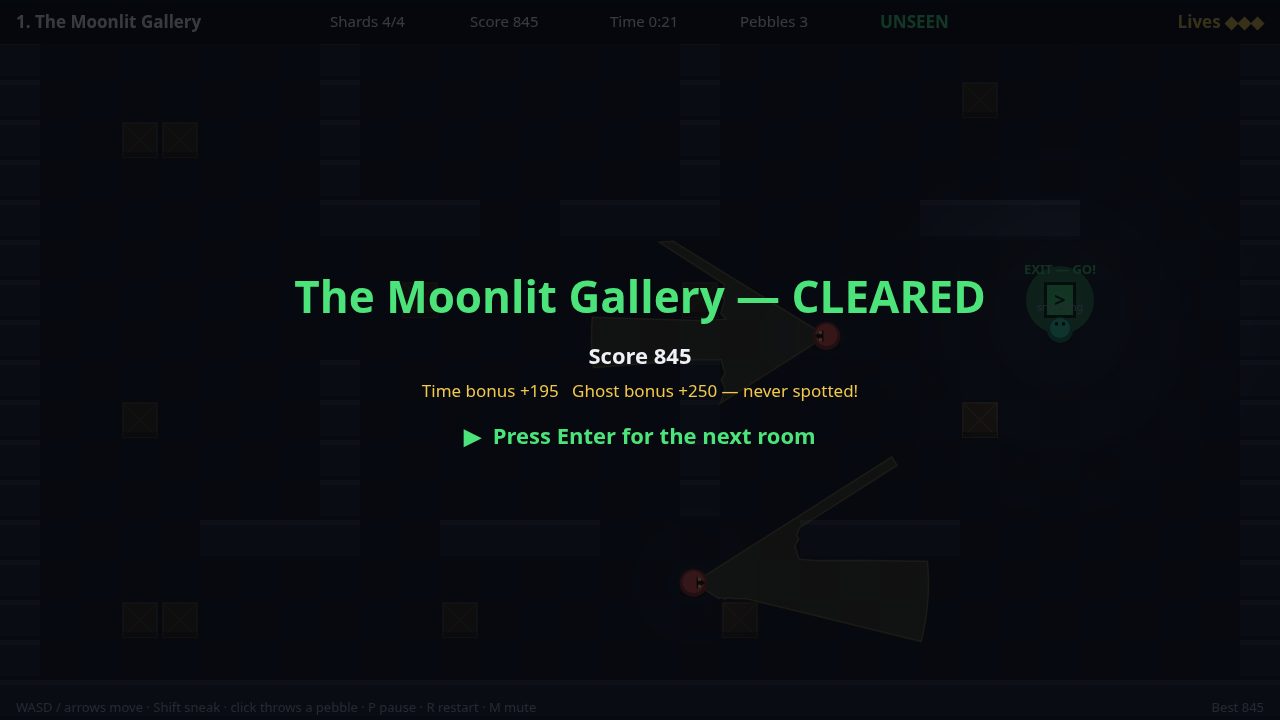 1. The Moonlit Gallery Shards 4/4 Score 845 Time 0:21 Pebbles 3 UNSEEN Lives ◆◆◆
EXIT — GO!
>
The Moonlit Gallery — CLEARED
Score 845
Time bonus +195 Ghost bonus +250 — never spotted!
▶ Press Enter for the next room
WASD / arrows move · Shift sneak · click throws a pebble · P pause · R restart · M mute Best 845